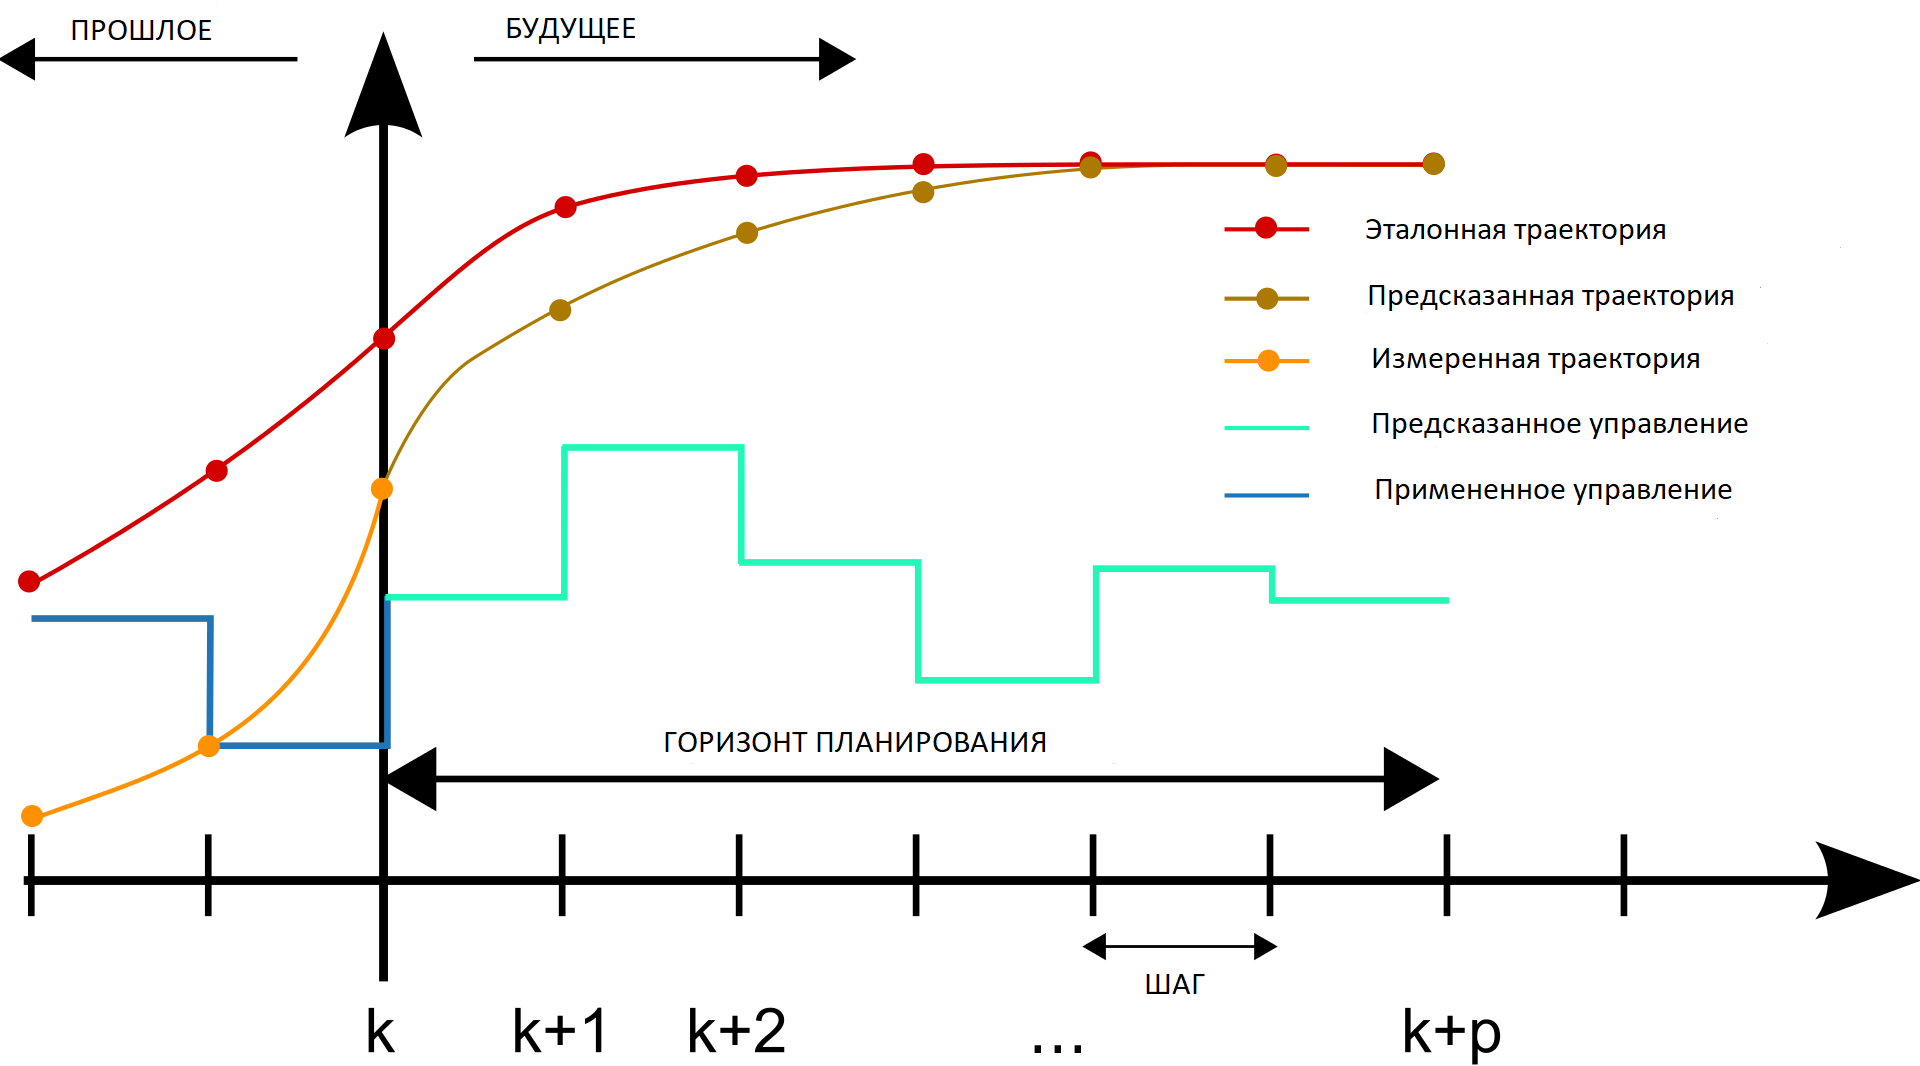 ПРОШЛОЕ
БУДУЩЕЕ
Эталонная траектория
Предсказанная траектория
Измеренная траектория
Предсказанное управление
Примененное управление
ГОРИЗОНТ ПЛАНИРОВАНИЯ
ШАГ
k k+1 k+2 ... k+p